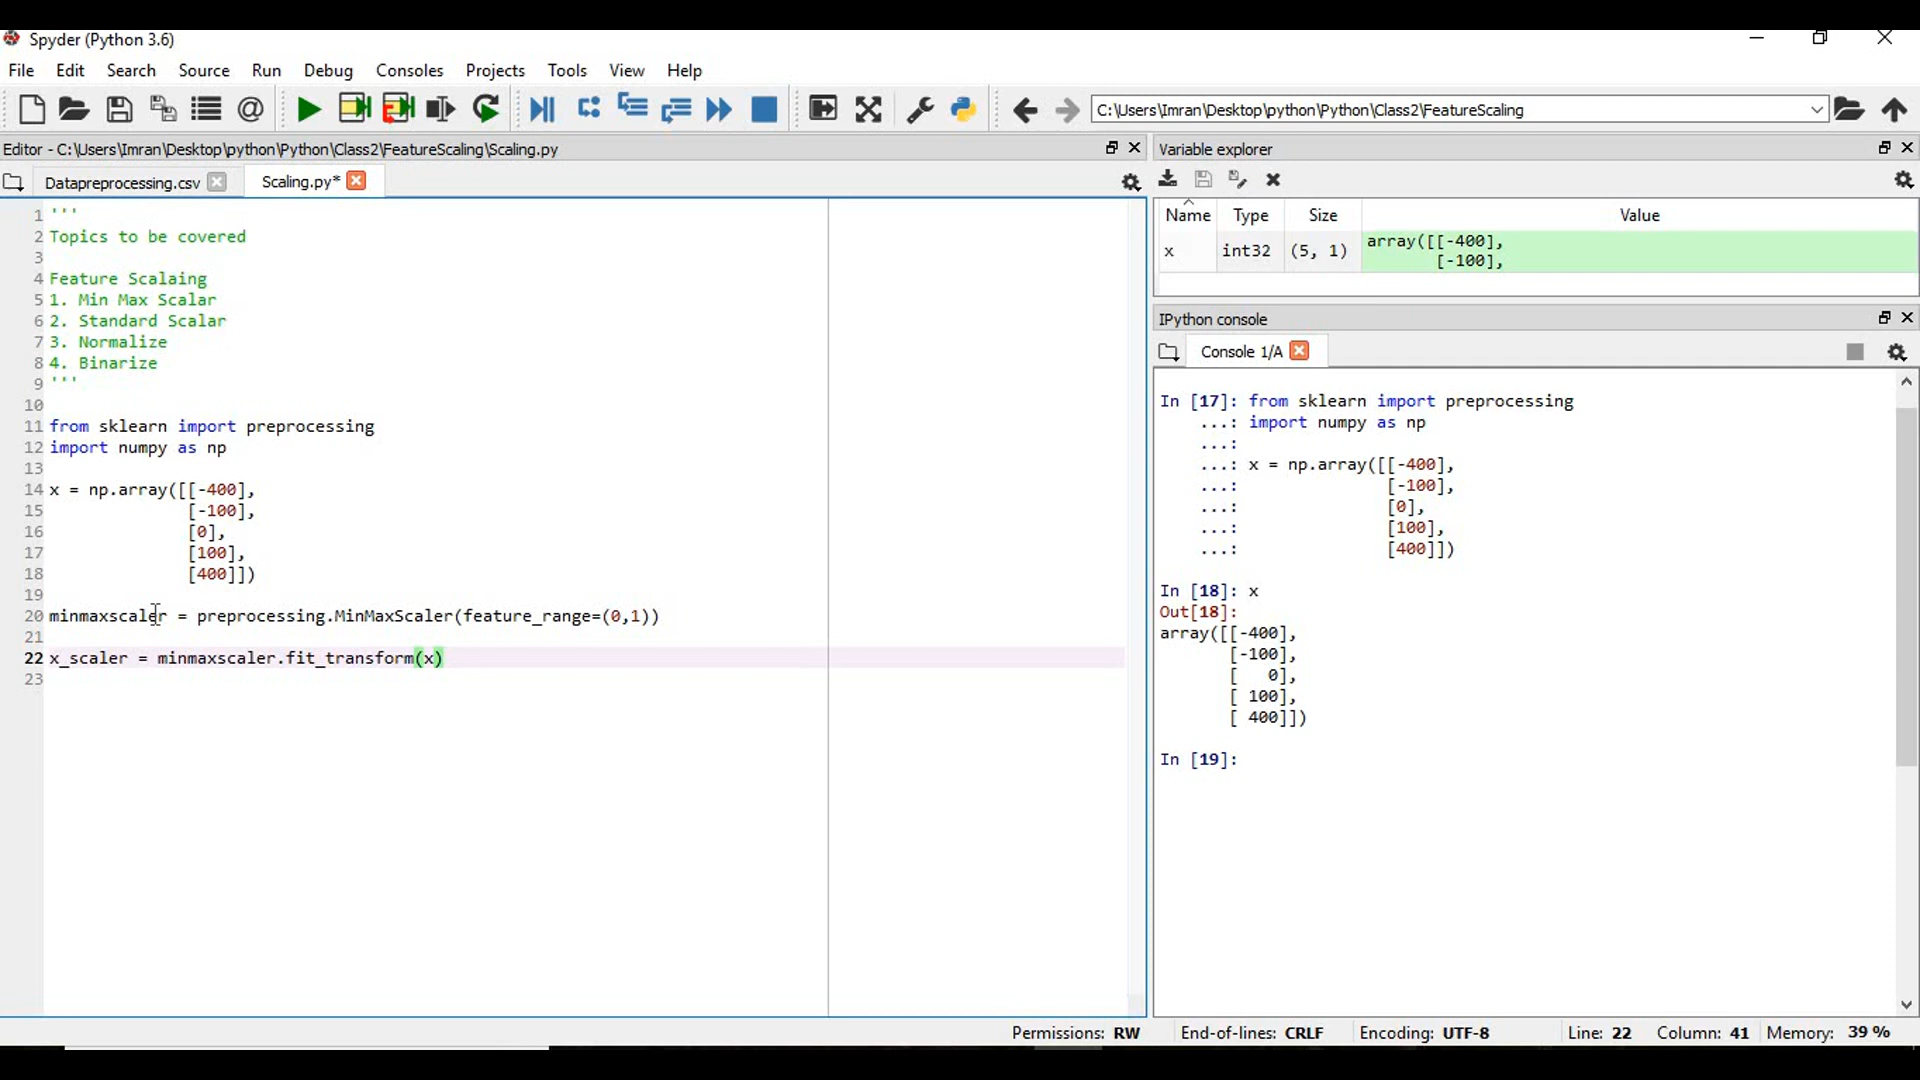 Spyder (Python 3.6)
File Edit Search Source Run Debug Consoles Projects Tools View Help
C:\Users\Imran\Desktop\python\Python\Class2\FeatureScaling
Editor - C:\Users\Imran\Desktop\python\Python\Class2\FeatureScaling\Scaling.py
Datapreprocessing.csv
Scaling.py*
1 '''
2 Topics to be covered
3
4 Feature Scalaing
5 1. Min Max Scalar
6 2. Standard Scalar
7 3. Normalize
8 4. Binarize
9 '''
10
11 from sklearn import preprocessing
12 import numpy as np
13
14 x = np.array([[-400],
15 [-100],
16 [0],
17 [100],
18 [400]])
19
20 minmaxscaler = preprocessing.MinMaxScaler(feature_range=(0,1))
21
22 x_scaler = minmaxscaler.fit_transform(x)
23
Variable explorer
Name Type Size Value
x int32 (5, 1) array([[-400],
[-100],
IPython console
Console 1/A
In [17]: from sklearn import preprocessing
...: import numpy as np
...:
...: x = np.array([[-400],
...: [-100],
...: [0],
...: [100],
...: [400]])
In [18]: x
Out[18]:
array([[-400],
[-100],
[ 0],
[ 100],
[ 400]])
In [19]:
Permissions: RW End-of-lines: CRLF Encoding: UTF-8 Line: 22 Column: 41 Memory: 39 %